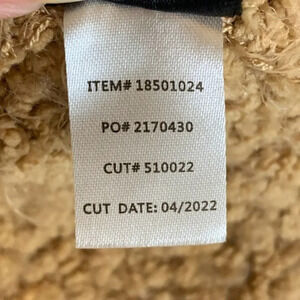 ITEM# 18501024
PO# 2170430
CUT# 510022
CUT DATE: 04/2022